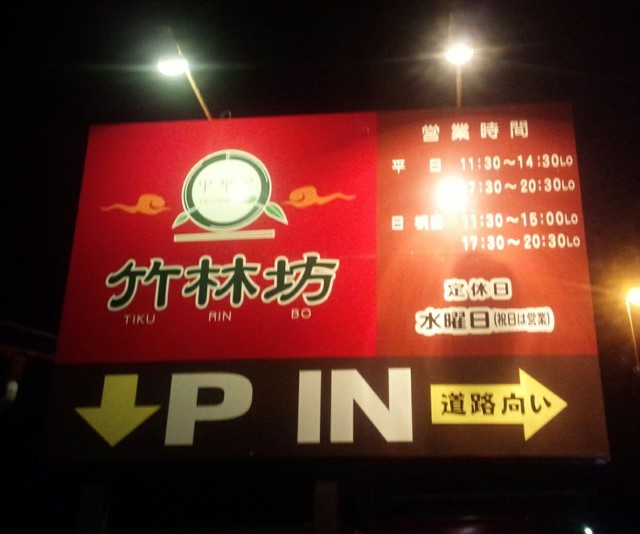 竹林坊
TIKU RIN BO
営業時間
平 日 11:30～14:30LO
17:30～20:30LO
日 祝日 11:30～15:00LO
17:30～20:30LO
定休日
水曜日(祝日は営業)
P IN 道路向い